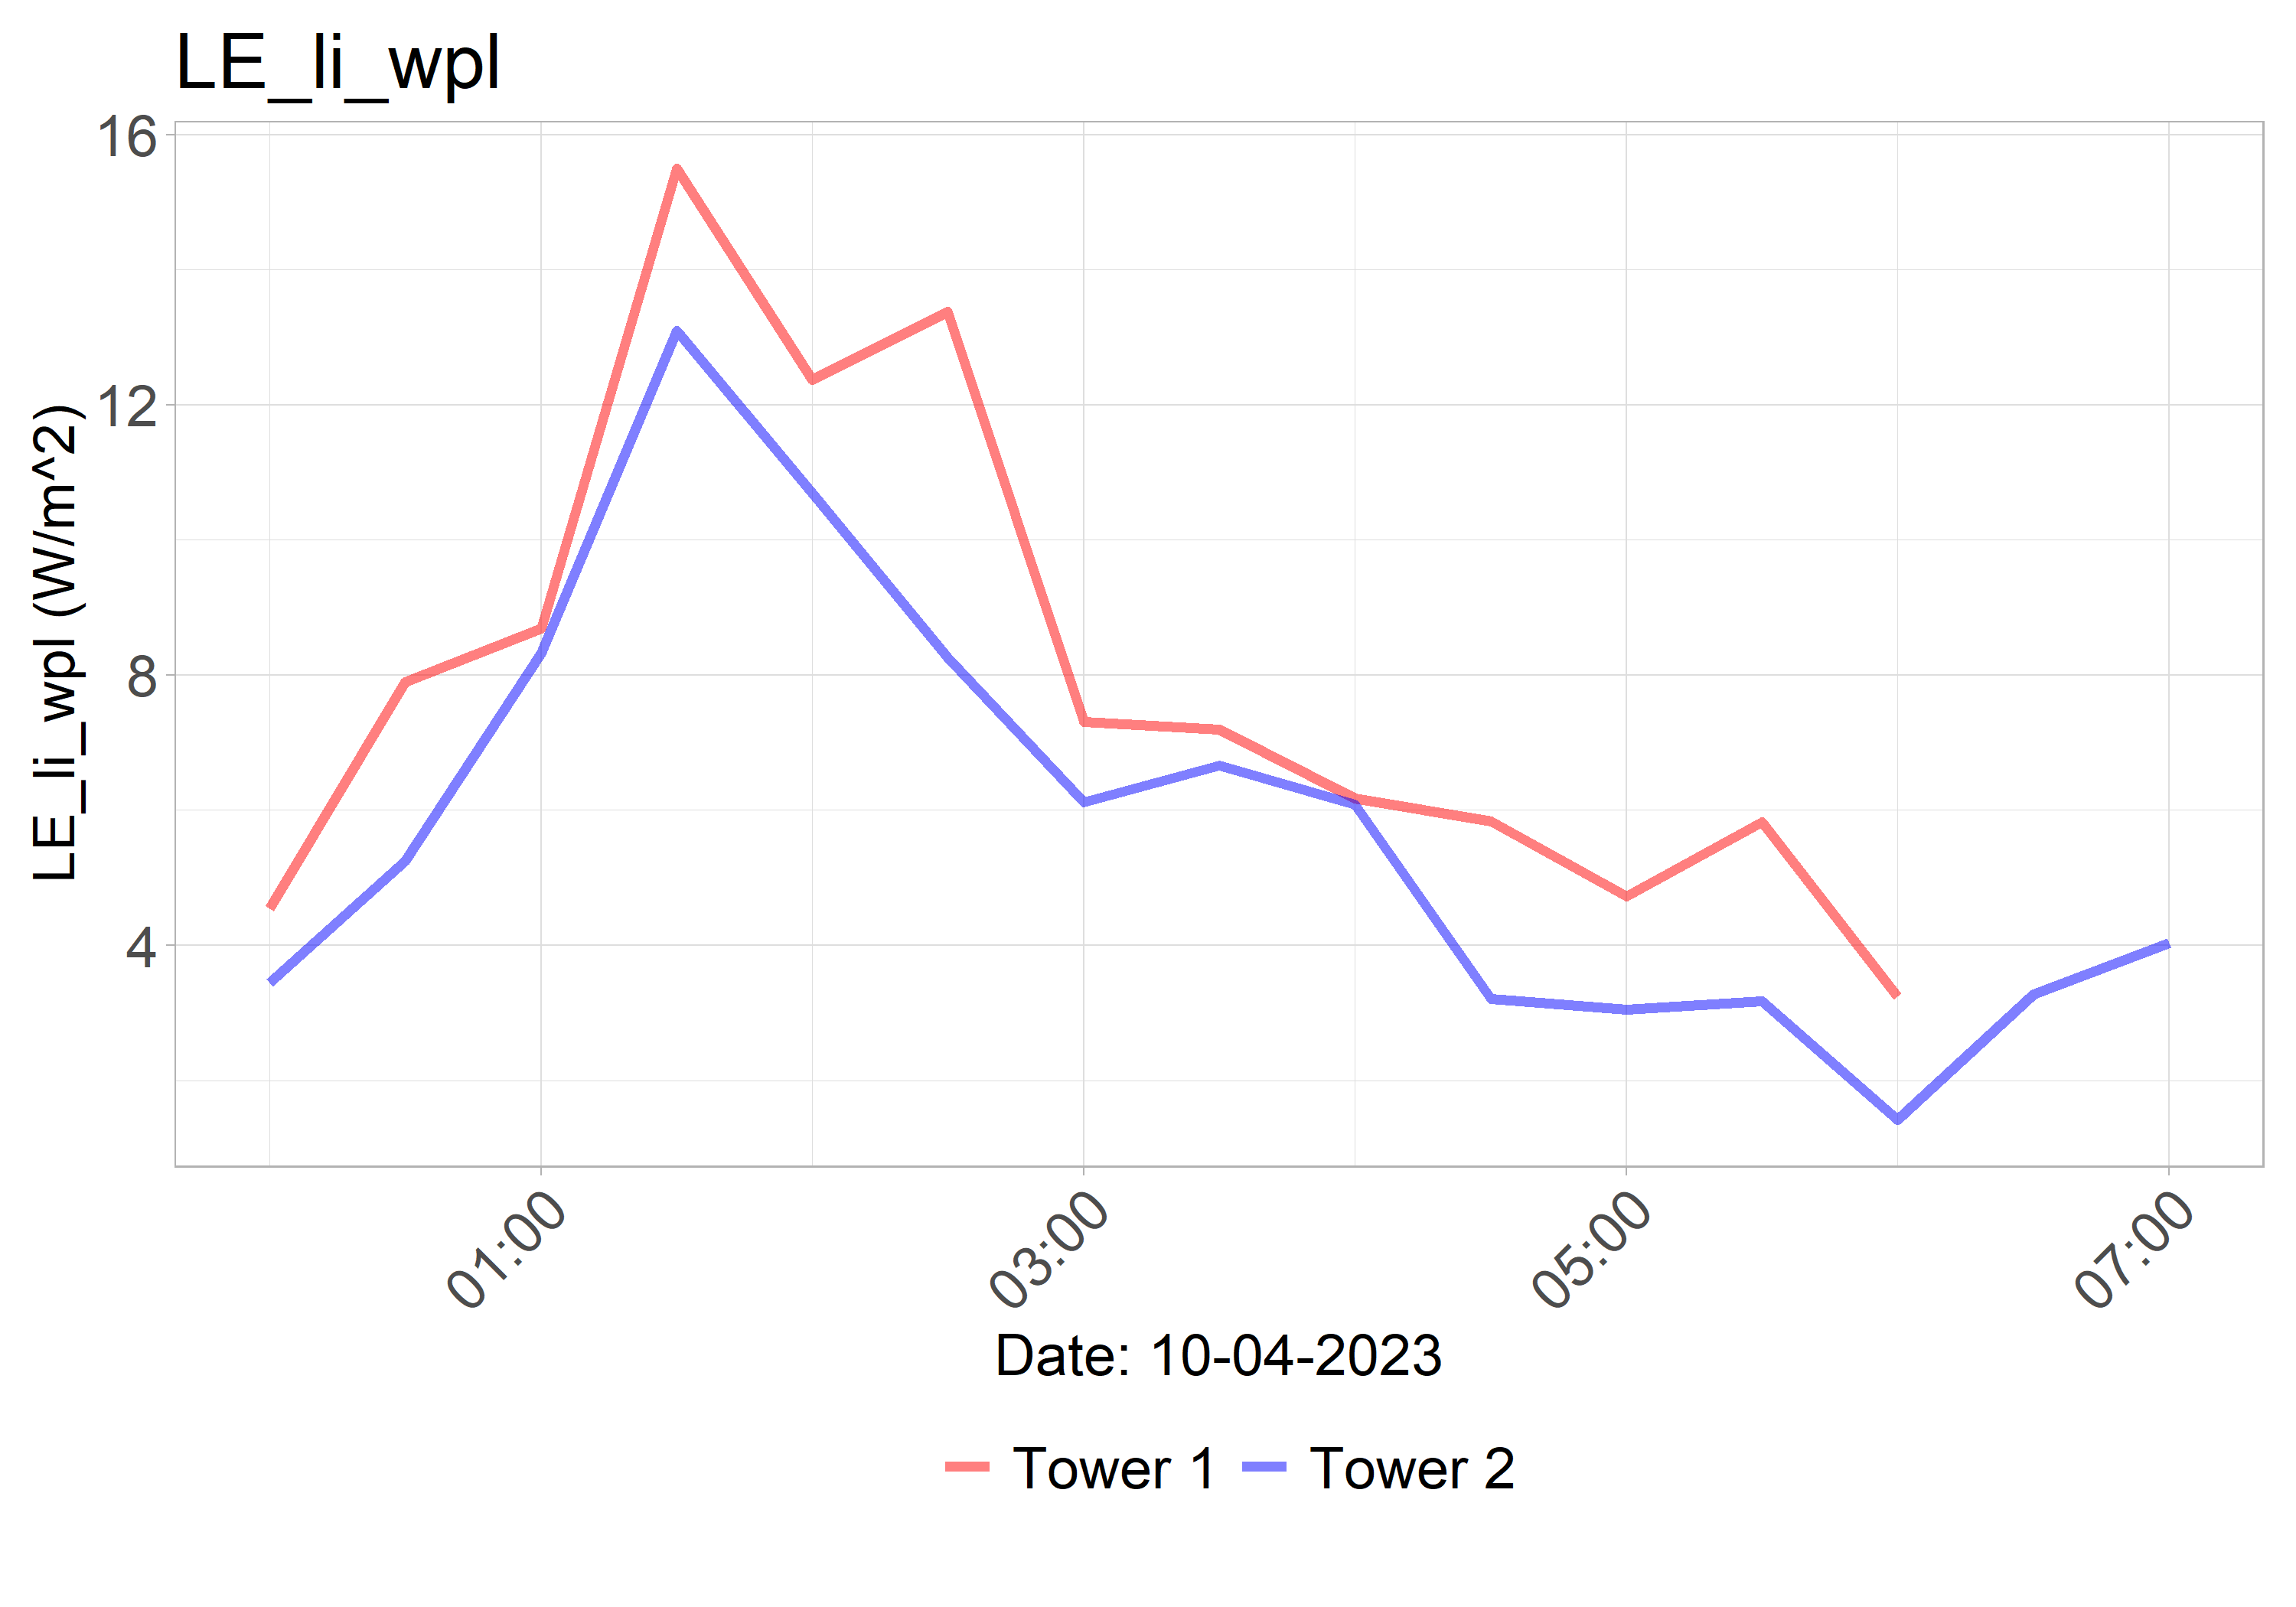 LE_li_wpl
LE_li_wpl (W/m^2)
16
12
8
4
01:00
03:00
05:00
07:00
Date: 10-04-2023
Tower 1
Tower 2